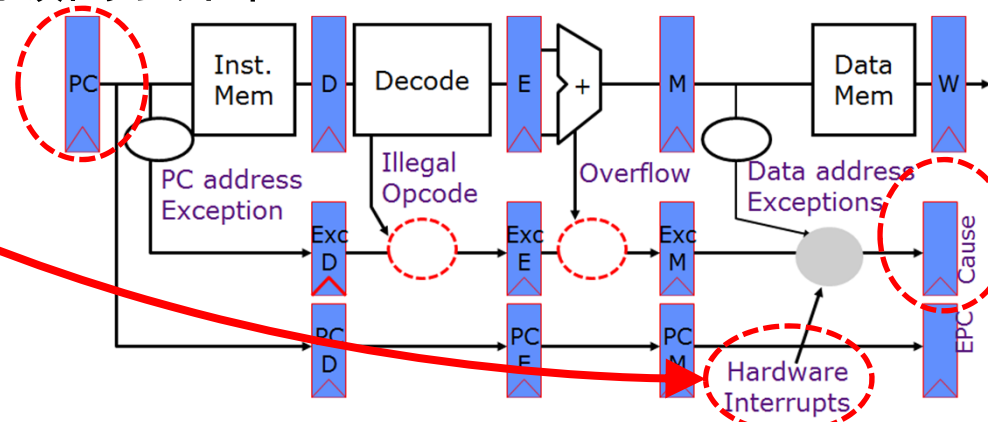 PC
Inst.
Mem
D
Decode
E
+
M
Data
Mem
W
PC address
Exception
Illegal
Opcode
Overflow
Data address
Exceptions
Exc
D
Exc
E
Exc
M
Cause
PC
D
PC
E
PC
M
EPC
Hardware
Interrupts